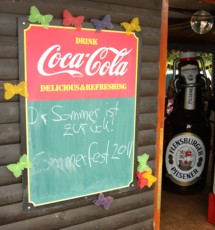 DRINK
Coca-Cola
DELICIOUS & REFRESHING
Dr Sommer ist
zurück!
Sommerfest 2011
FLENSBURGER
PILSENER